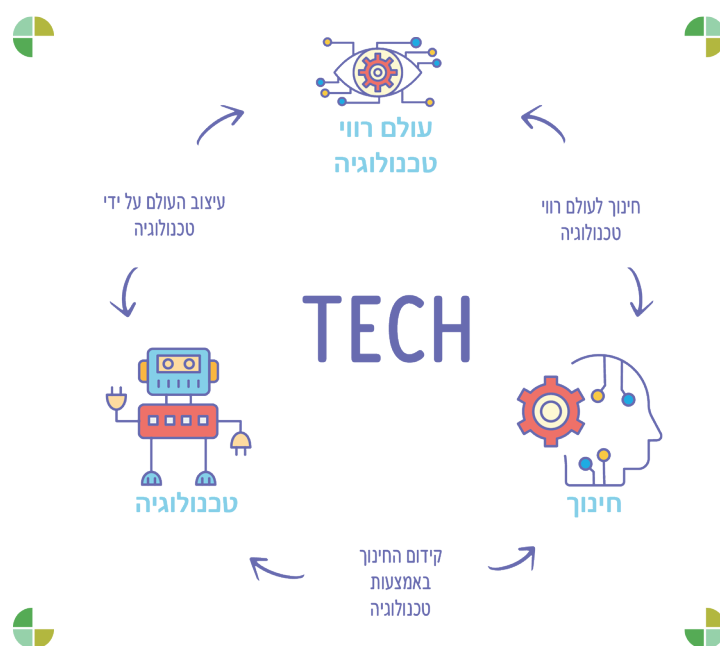 עולם רווי
טכנולוגיה
חינוך לעולם רווי
טכנולוגיה
עיצוב העולם על ידי
טכנולוגיה
TECH
חינוך
טכנולוגיה
קידום החינוך
באמצעות
טכנולוגיה